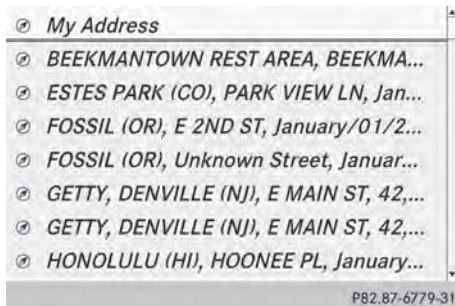 My Address
BEEKMANTOWN REST AREA, BEEKMA...
ESTES PARK (CO), PARK VIEW LN, Jan...
FOSSIL (OR), E 2ND ST, January/01/2...
FOSSIL (OR), Unknown Street, Januar...
GETTY, DENVILLE (NJ), E MAIN ST, 42,...
GETTY, DENVILLE (NJ), E MAIN ST, 42,...
HONOLULU (HI), HOONEE PL, January...
P82.87-6779-31